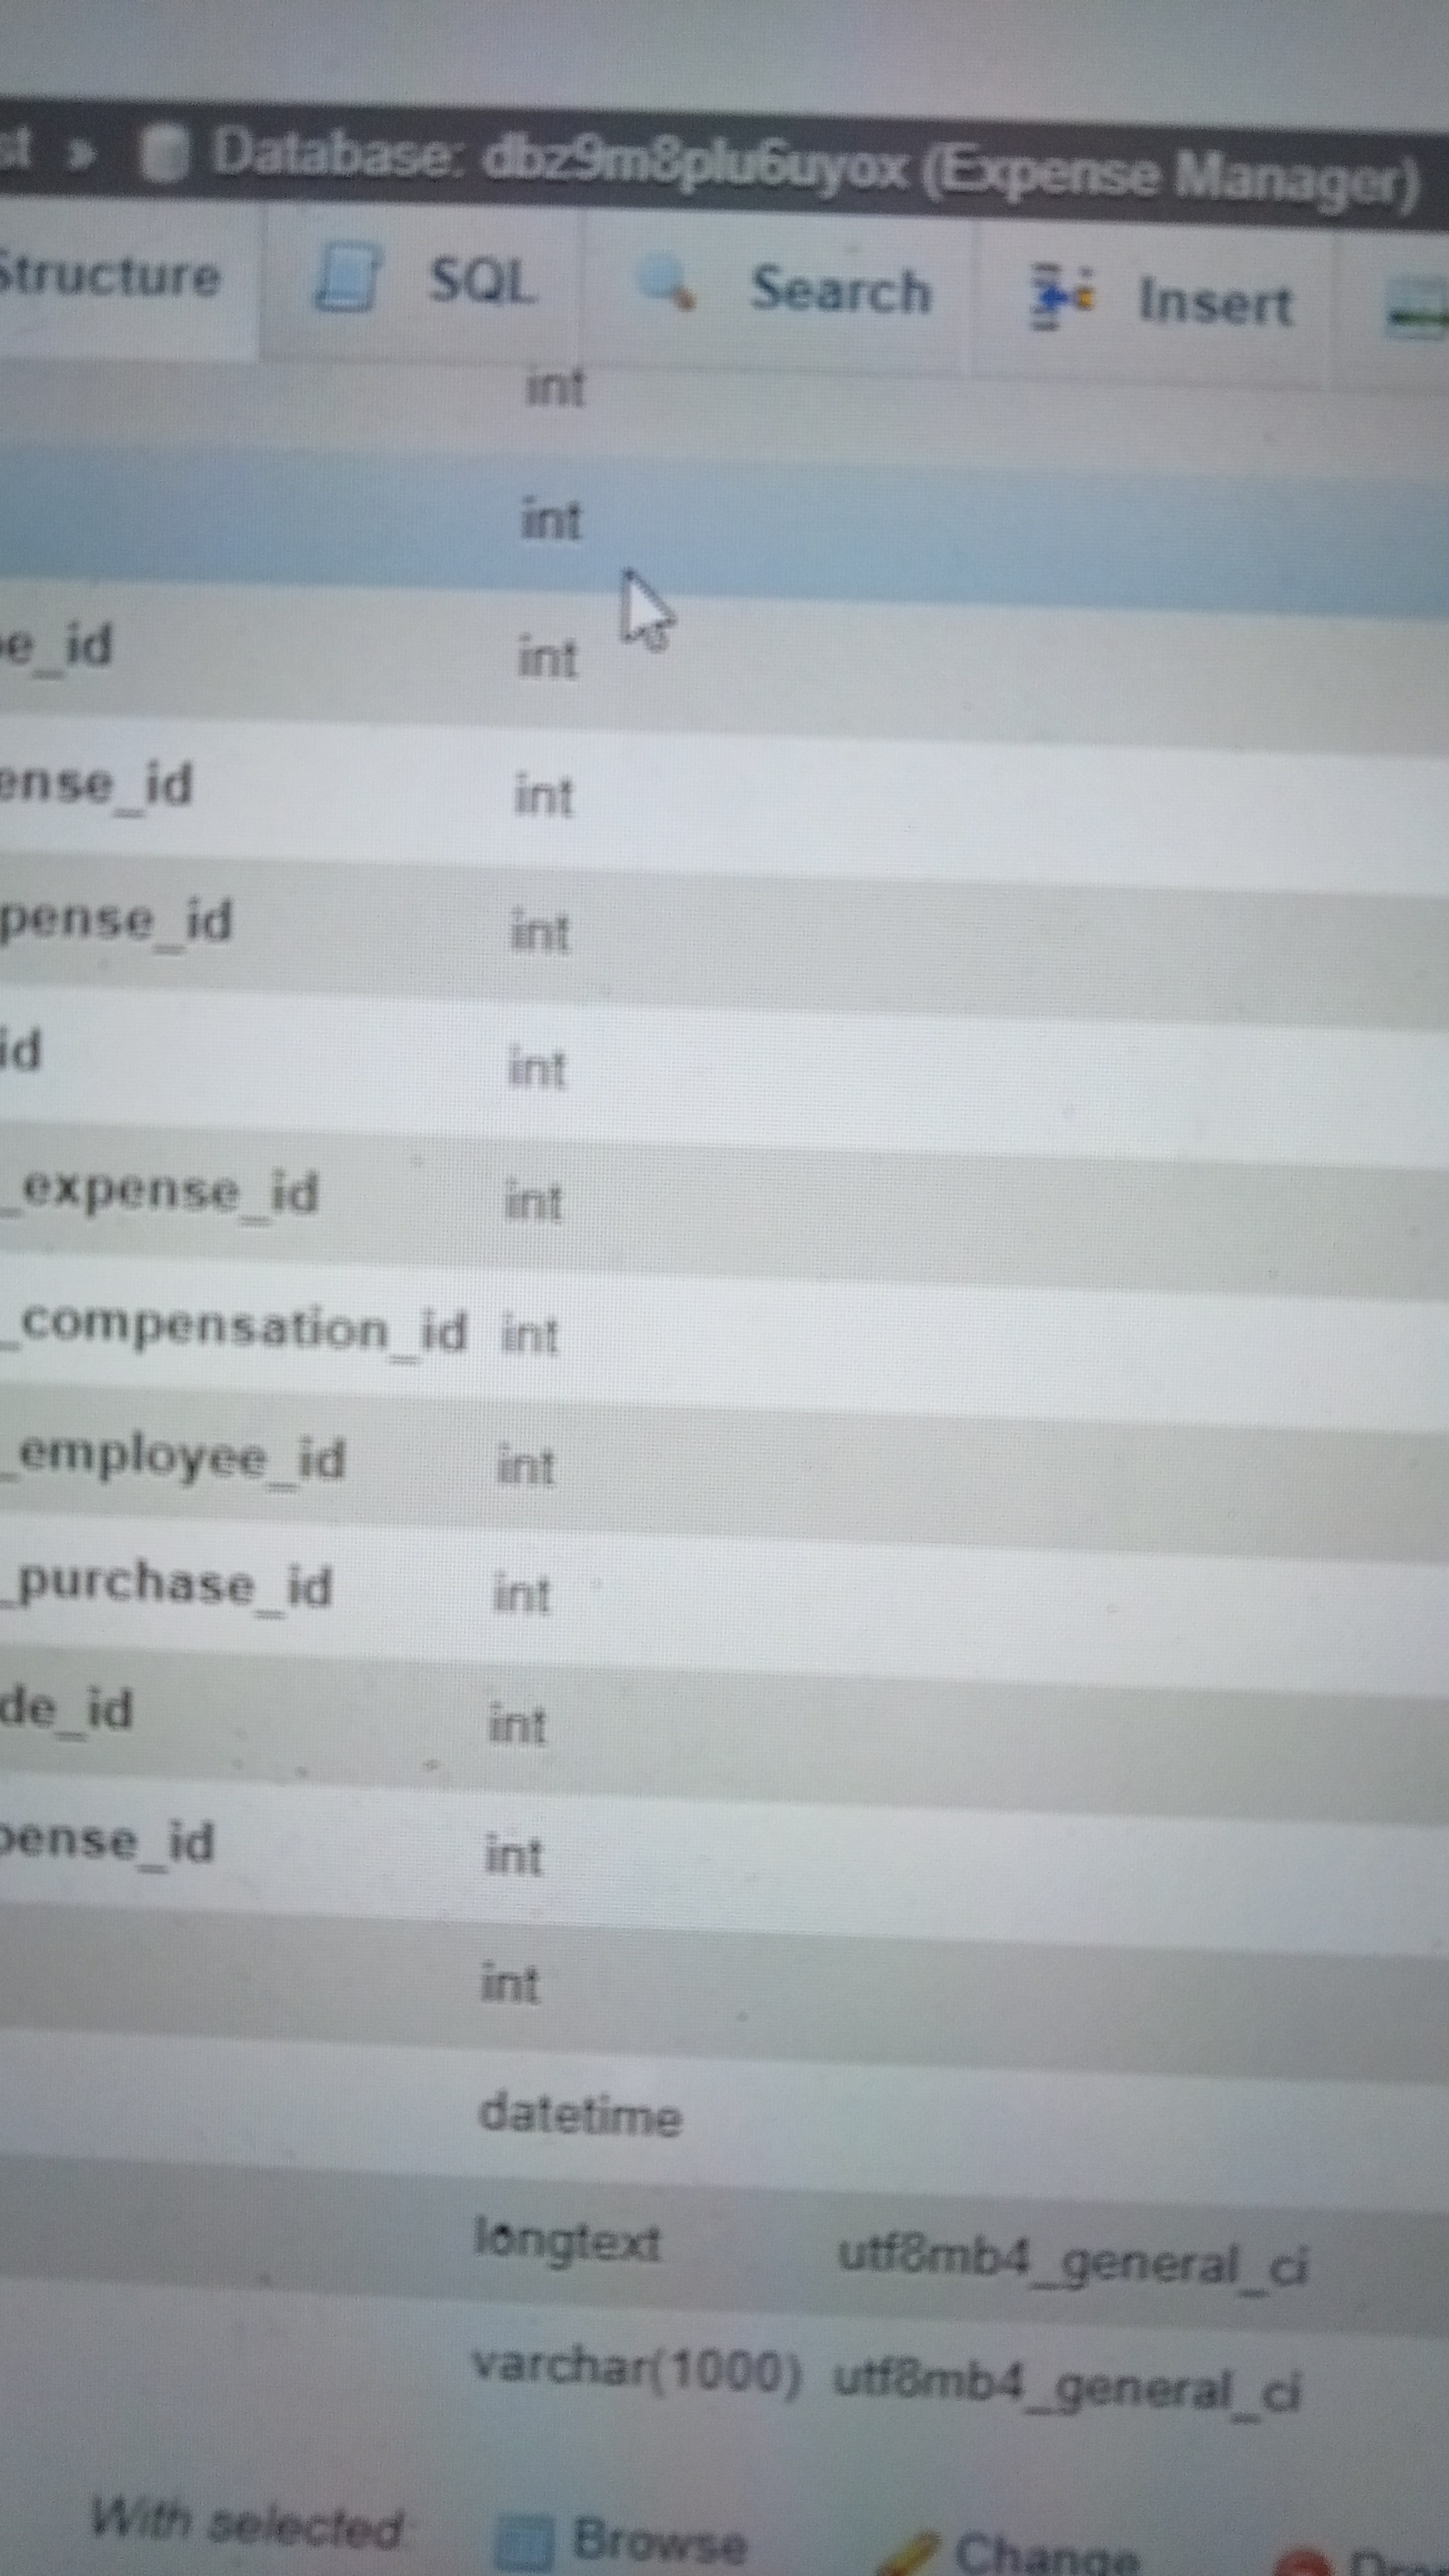 st » Database: dbz9m8plu6uyox (Expense Manager)
Structure SQL Search Insert
int
int
e_id int
ense_id int
pense_id int
id int
_expense_id int
_compensation_id int
_employee_id int
_purchase_id int
de_id int
pense_id int
int
datetime
longtext utf8mb4_general_ci
varchar(1000) utf8mb4_general_ci
With selected: Browse Change